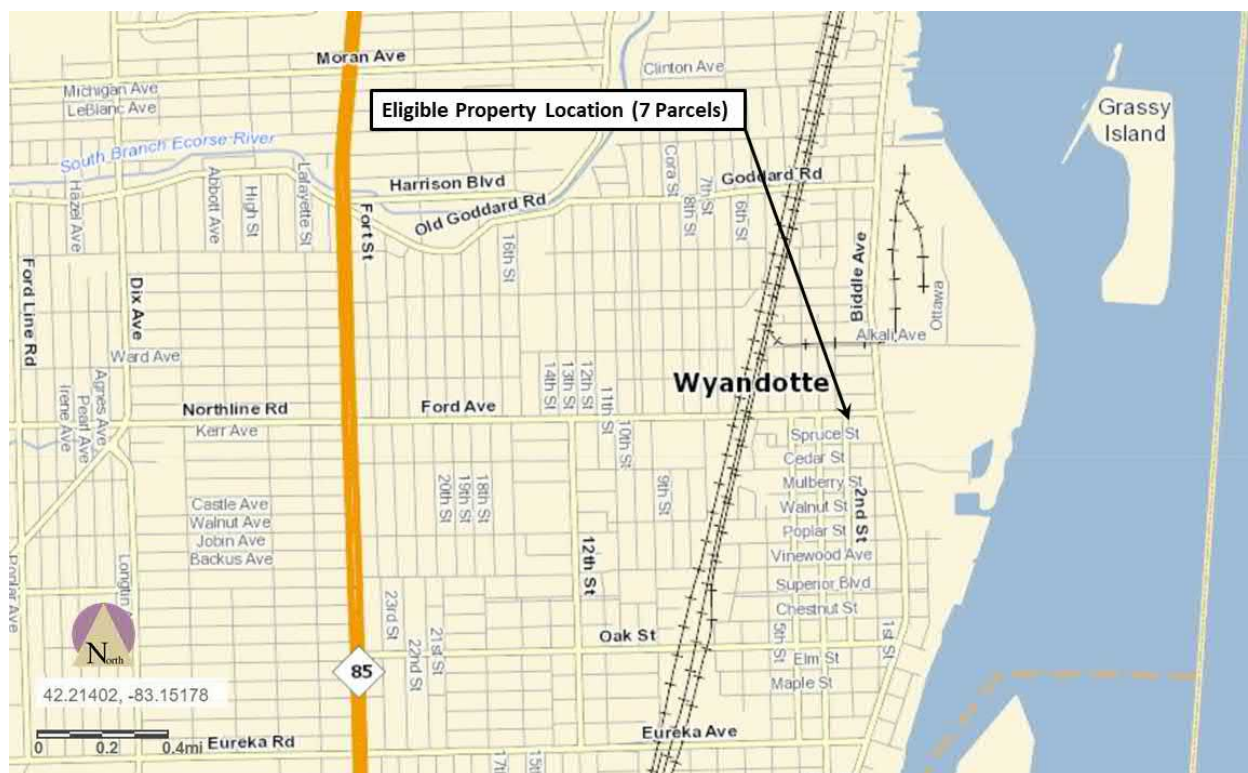 Moran Ave
Clinton Ave
Michigan Ave
LeBlanc Ave
Eligible Property Location (7 Parcels)
Grassy
Island
South Branch Ecorse River
Hazel Ave
Abbott Ave
High St
Lafayette St
Fort St
Harrison Blvd
Old Goddard Rd
16th St
Cora St
8th St
7th St
6th St
Goddard Rd
Biddle Ave
Ottawa
Alkali Ave
Ford Line Rd
Dix Ave
Ward Ave
Irene Ave
Pearl Ave
Agnes Ave
Northline Rd
Kerr Ave
Ford Ave
14th St
13th St
12th St
11th St
10th St
Wyandotte
Spruce St
Cedar St
Mulberry St
Walnut St
Poplar St
Vinewood Ave
Superior Blvd
Chestnut St
2nd St
20th St
19th St
18th St
9th St
Castle Ave
Walnut Ave
Jobin Ave
Backus Ave
12th St
23rd St
22nd St
21st St
Oak St
5th St
Elm St
Maple St
1st St
North
85
42.21402, -83.15178
0 0.2 0.4mi
Eureka Rd
Eureka Ave